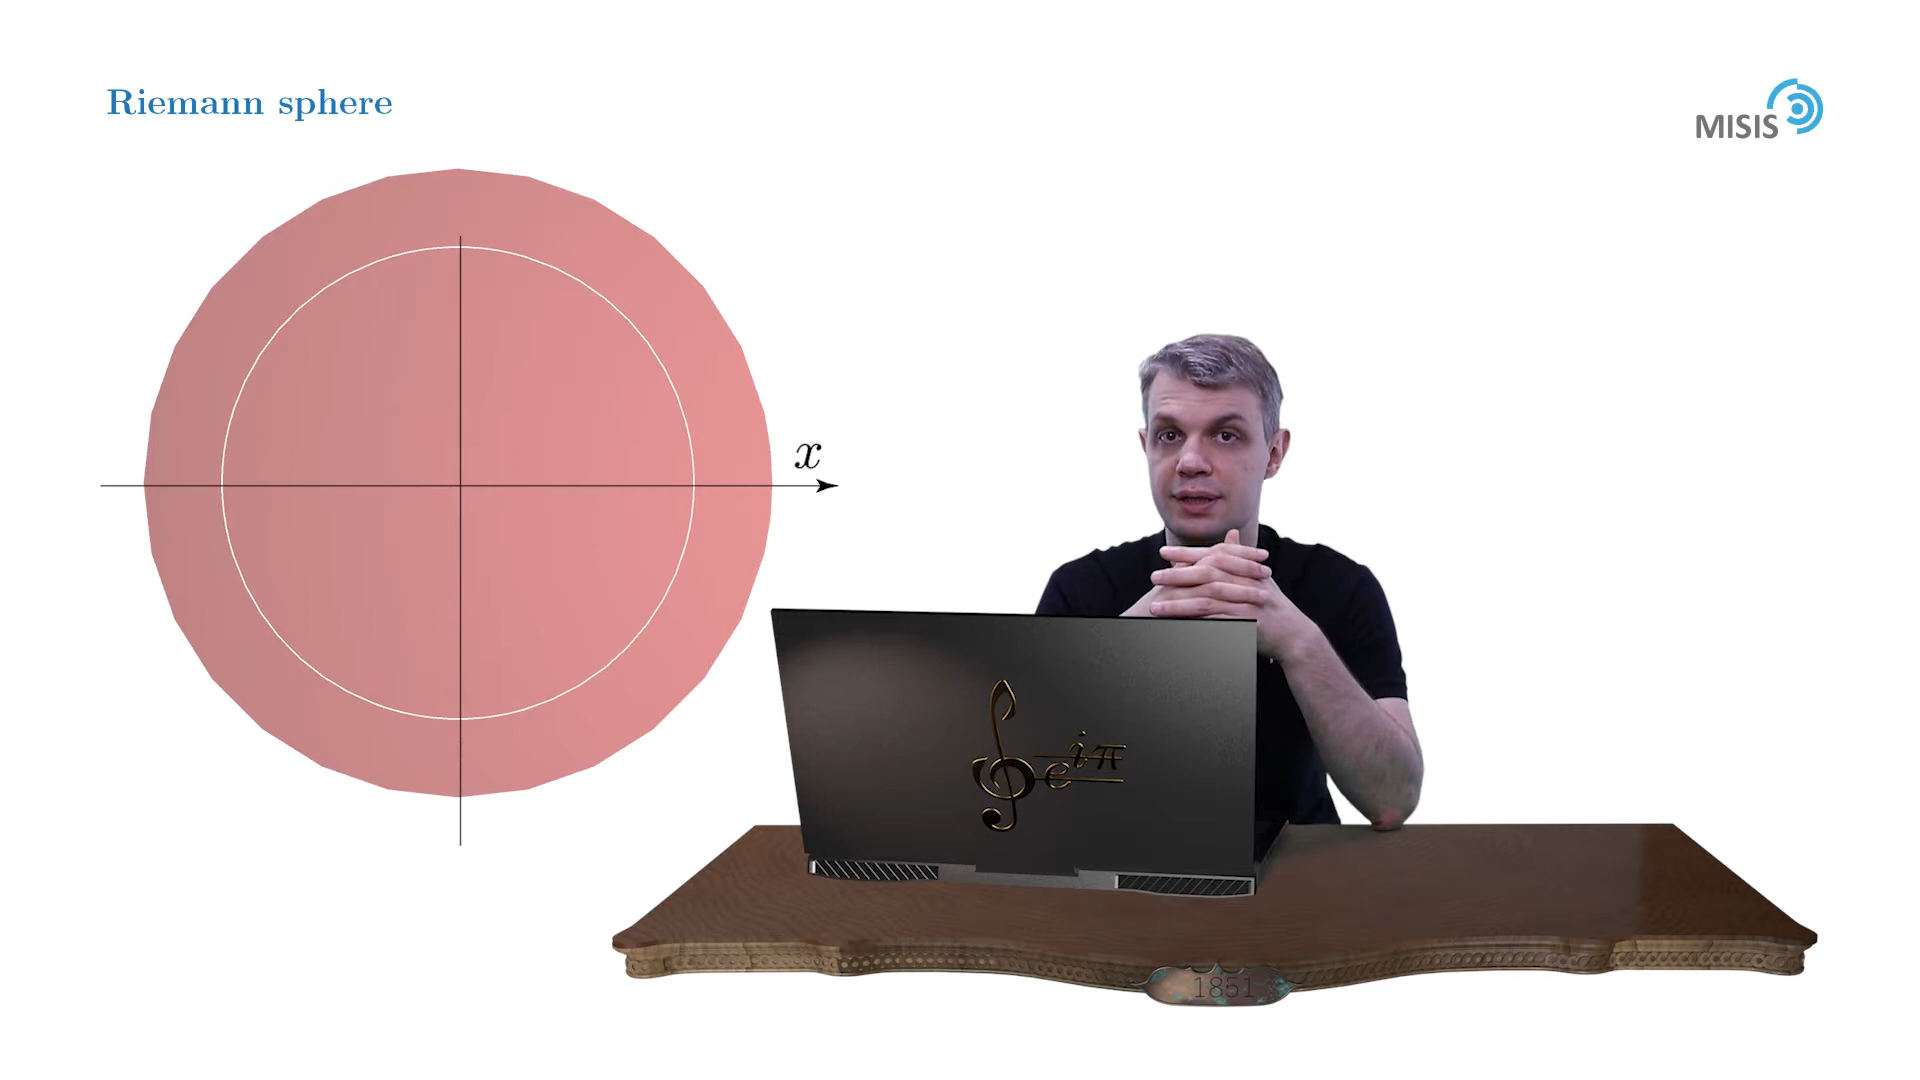 Riemann sphere
MISIS
x
e^{iπ}
1851